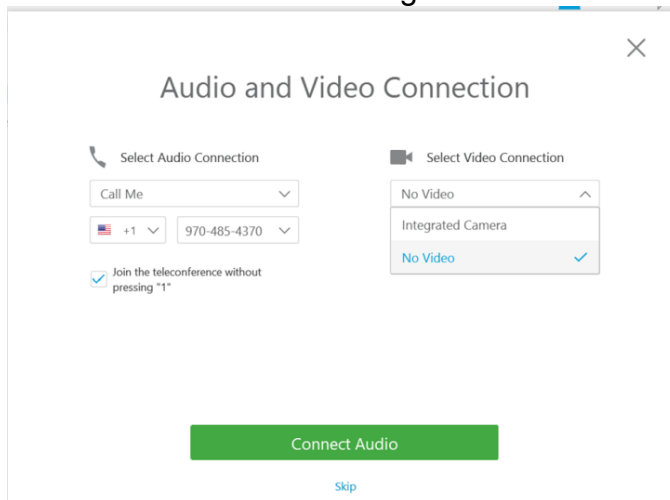 Audio and Video Connection
Select Audio Connection
Call Me
+1 970-485-4370
Join the teleconference without
pressing "1"
Select Video Connection
No Video
Integrated Camera
No Video
Connect Audio
Skip